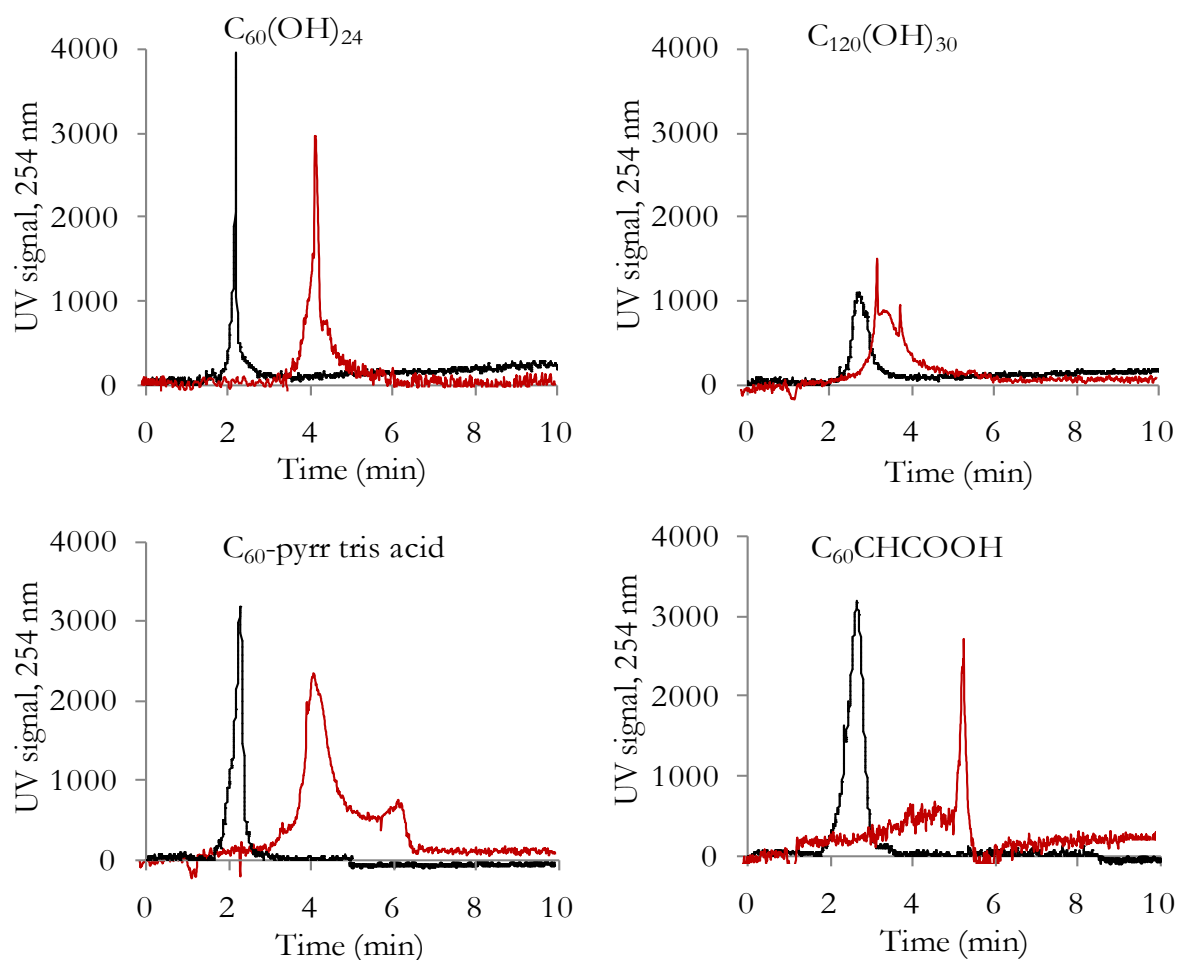 C₆₀(OH)₂₄
UV signal, 254 nm
4000
3000
2000
1000
0
0 2 4 6 8 10
Time (min)
C₁₂₀(OH)₃₀
UV signal, 254 nm
4000
3000
2000
1000
0
0 2 4 6 8 10
Time (min)
C₆₀-pyrr tris acid
UV signal, 254 nm
4000
3000
2000
1000
0
0 2 4 6 8 10
Time (min)
C₆₀CHCOOH
UV signal, 254 nm
4000
3000
2000
1000
0
0 2 4 6 8 10
Time (min)